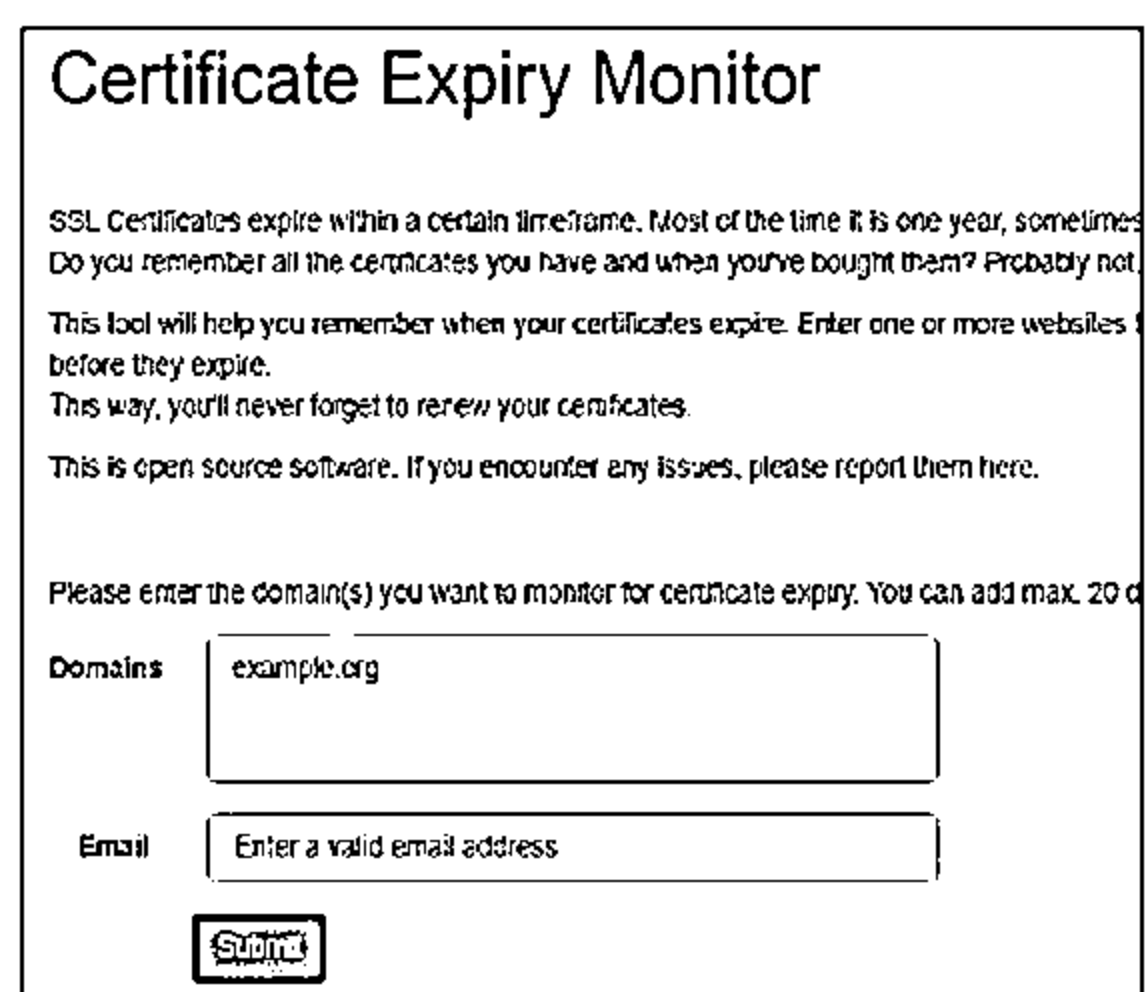 Certificate Expiry Monitor
SSL Certificates expire within a certain timeframe. Most of the time it is one year, sometimes
Do you remember all the certificates you have and when you've bought them? Probably not,
This tool will help you remember when your certificates expire. Enter one or more websites
before they expire.
This way, you'll never forget to renew your certificates.
This is open source software. If you encounter any issues, please report them here.
Please enter the domain(s) you want to monitor for certificate expiry. You can add max. 20 d
Domains
example.org
Email
Enter a valid email address
Submit